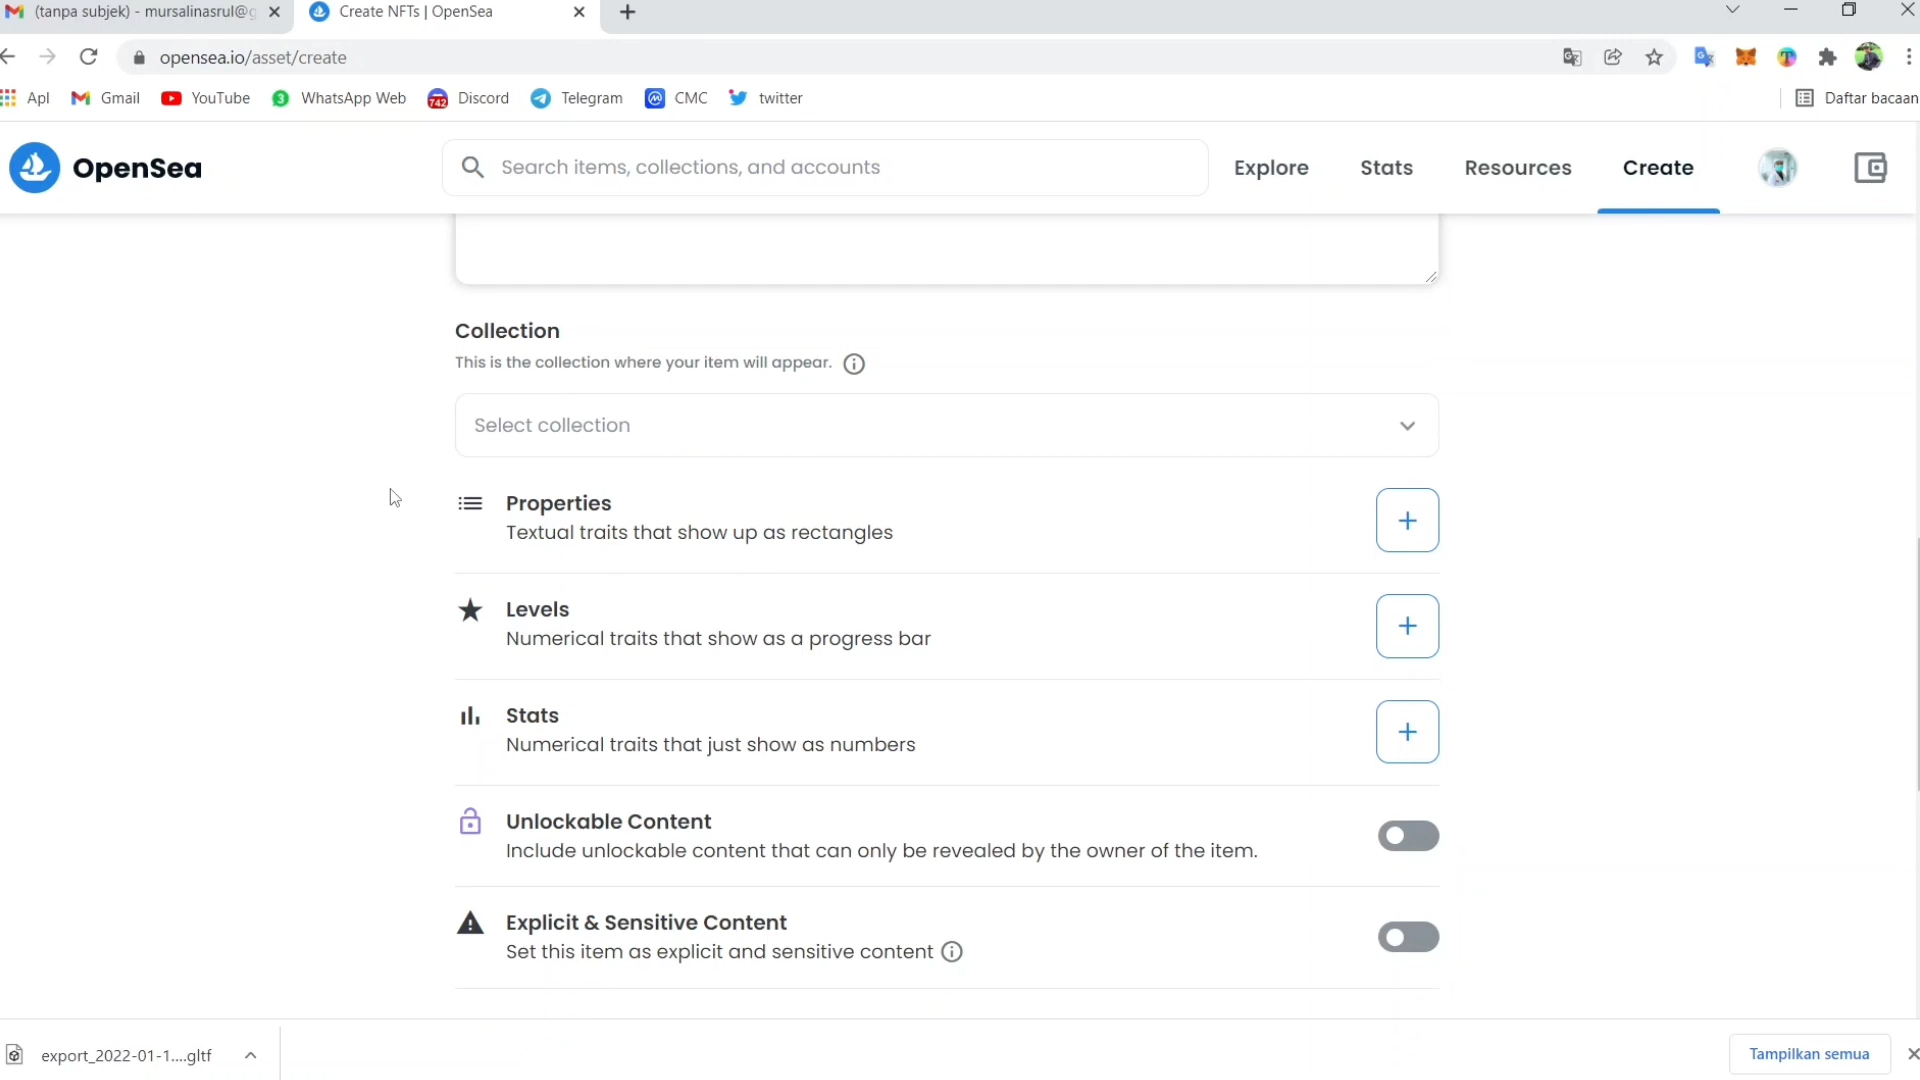 (tanpa subjek) - mursalinasrul@g
Create NFTs | OpenSea
opensea.io/asset/create
Apl
Gmail
YouTube
WhatsApp Web
742
Discord
Telegram
CMC
twitter
Daftar bacaan
OpenSea
Search items, collections, and accounts
Explore
Stats
Resources
Create
Collection
This is the collection where your item will appear.
Select collection
Properties
Textual traits that show up as rectangles
Levels
Numerical traits that show as a progress bar
Stats
Numerical traits that just show as numbers
Unlockable Content
Include unlockable content that can only be revealed by the owner of the item.
Explicit & Sensitive Content
Set this item as explicit and sensitive content
export_2022-01-1....gltf
Tampilkan semua